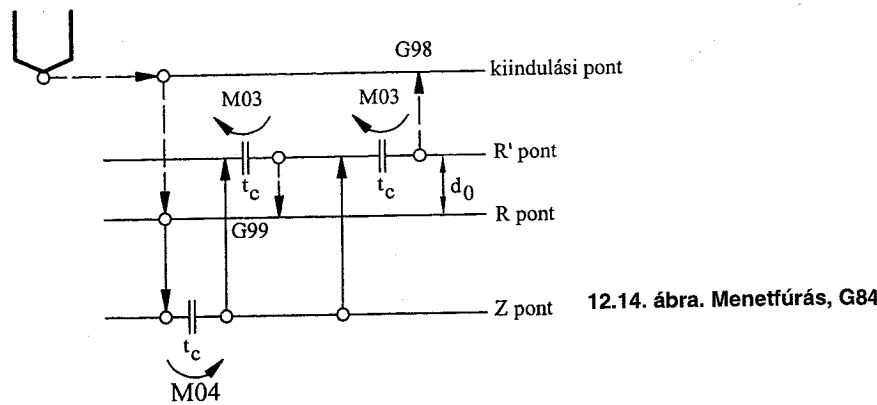 G98
kiindulási pont
M03
M03
R' pont
t_c
t_c
d_0
R pont
G99
Z pont
12.14. ábra. Menetfúrás, G84
t_c
M04